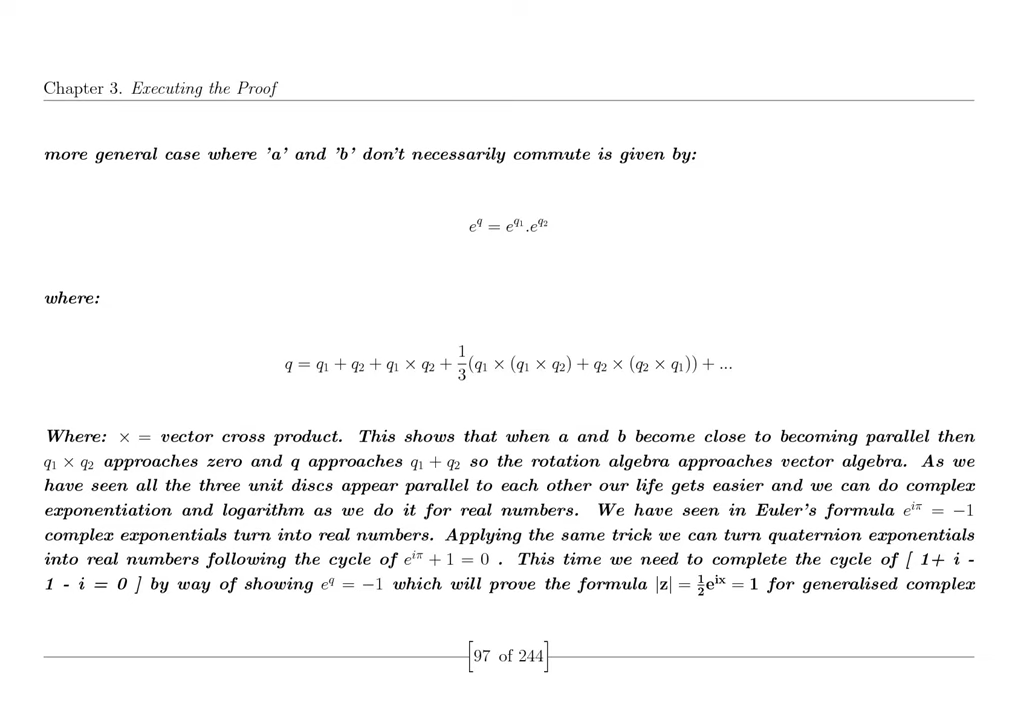 Chapter 3. Executing the Proof
more general case where 'a' and 'b' don't necessarily commute is given by:
e^q = e^{q_1}.e^{q_2}
where:
q = q_1 + q_2 + q_1 × q_2 + \frac{1}{3}(q_1 × (q_1 × q_2) + q_2 × (q_2 × q_1)) + ...
Where: × = vector cross product. This shows that when a and b become close to becoming parallel then
q_1 × q_2 approaches zero and q approaches q_1 + q_2 so the rotation algebra approaches vector algebra. As we
have seen all the three unit discs appear parallel to each other our life gets easier and we can do complex
exponentiation and logarithm as we do it for real numbers. We have seen in Euler's formula e^{iπ} = −1
complex exponentials turn into real numbers. Applying the same trick we can turn quaternion exponentials
into real numbers following the cycle of e^{iπ} + 1 = 0 . This time we need to complete the cycle of [ 1+ i -
1 - i = 0 ] by way of showing e^q = −1 which will prove the formula |z| = \frac{1}{2}e^{ix} = 1 for generalised complex
[97 of 244]